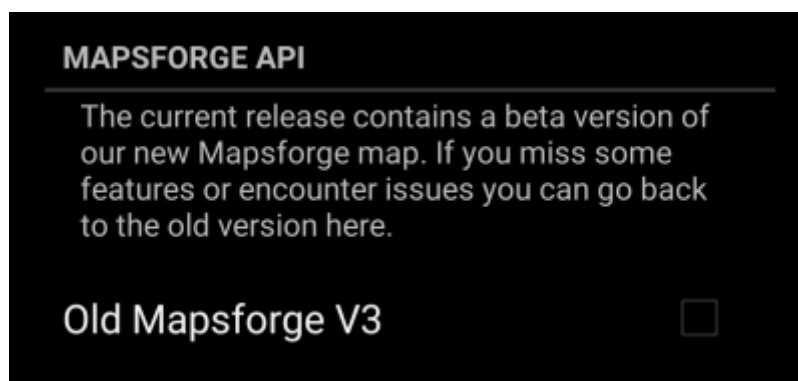 MAPSFORGE API
The current release contains a beta version of
our new Mapsforge map. If you miss some
features or encounter issues you can go back
to the old version here.
Old Mapsforge V3